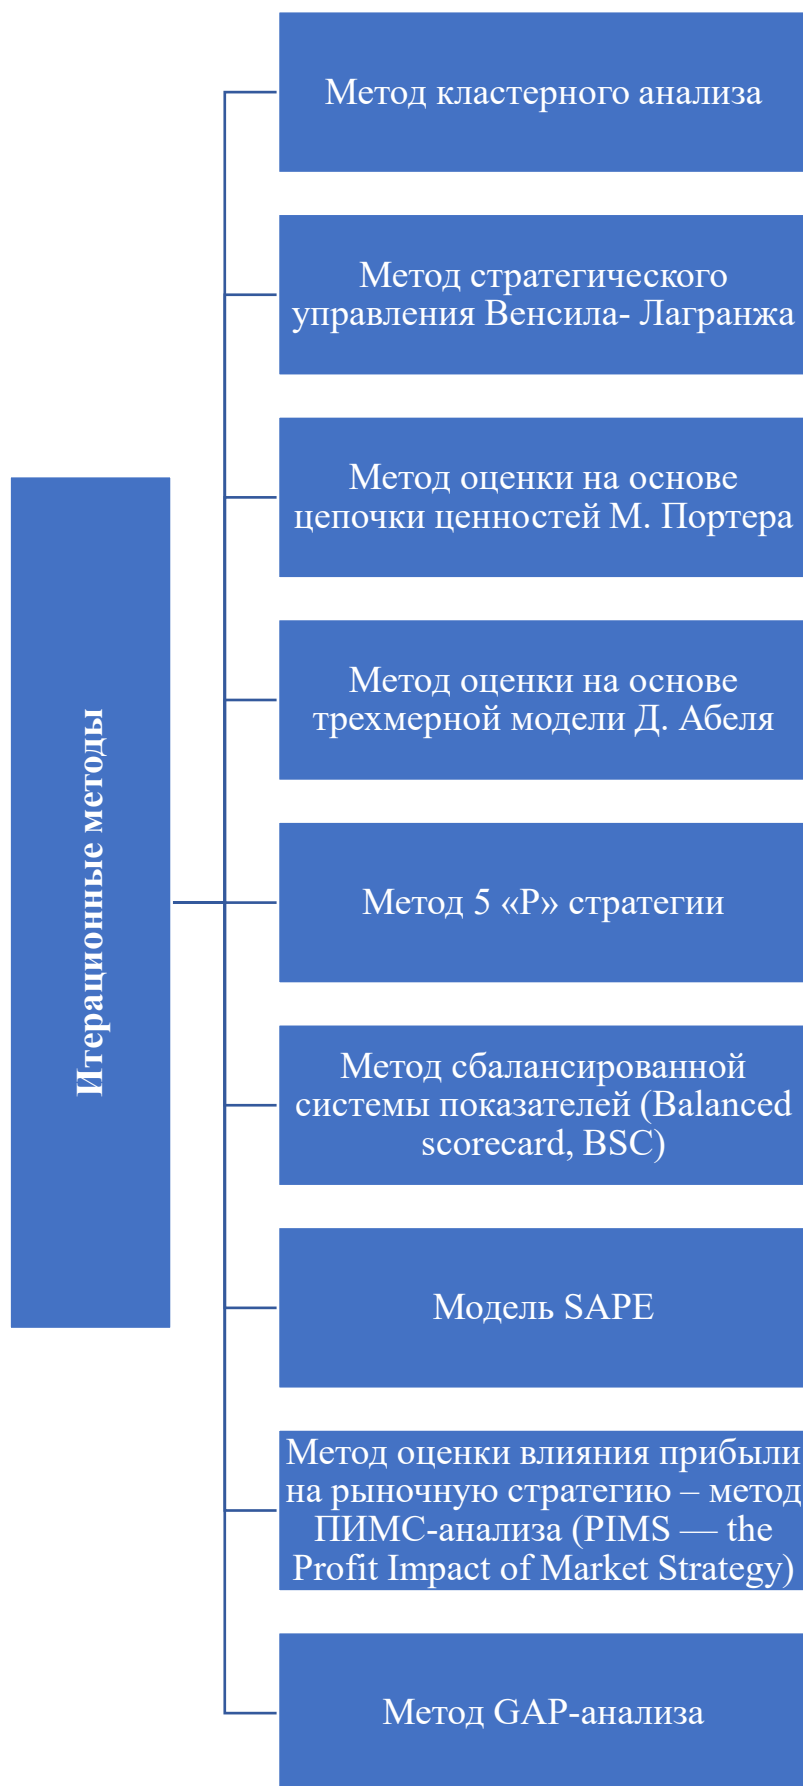 Итерационные методы
Метод кластерного анализа
Метод стратегического
управления Венсила- Лагранжа
Метод оценки на основе
цепочки ценностей М. Портера
Метод оценки на основе
трехмерной модели Д. Абеля
Метод 5 «Р» стратегии
Метод сбалансированной
системы показателей (Balanced
scorecard, BSC)
Модель SAPE
Метод оценки влияния прибыли
на рыночную стратегию – метод
ПИМС-анализа (PIMS — the
Profit Impact of Market Strategy)
Метод GAP-анализа